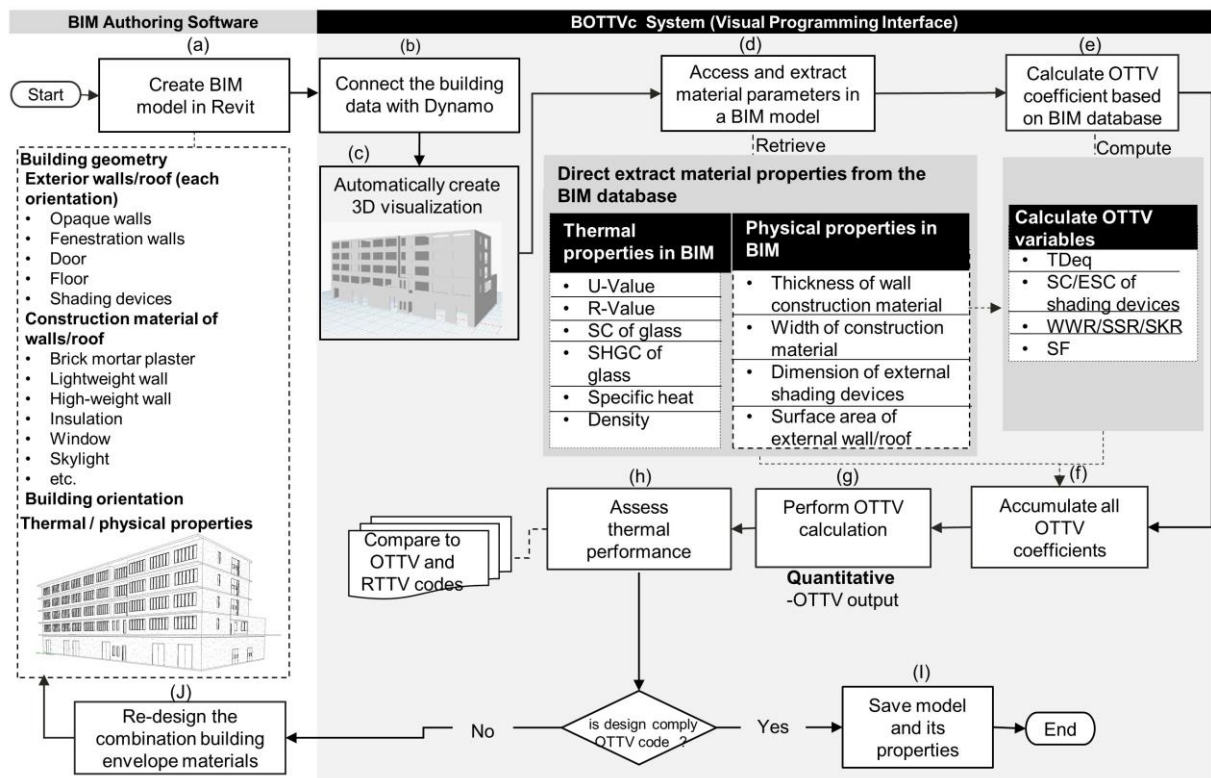 BIM Authoring Software
BOTTVc System (Visual Programming Interface)
(a)
Start
Create BIM
model in Revit
(b)
Connect the building
data with Dynamo
(c)
Automatically create
3D visualization
(d)
Access and extract
material parameters in
a BIM model
(e)
Calculate OTTV
coefficient based
on BIM database
Building geometry
Exterior walls/roof (each
orientation)
• Opaque walls
• Fenestration walls
• Door
• Floor
• Shading devices
Construction material of
walls/roof
• Brick mortar plaster
• Lightweight wall
• High-weight wall
• Insulation
• Window
• Skylight
• etc.
Building orientation
Thermal / physical properties
Retrieve
Direct extract material properties from the
BIM database
Thermal
properties in BIM
• U-Value
• R-Value
• SC of glass
• SHGC of
glass
• Specific heat
• Density
Physical properties in
BIM
• Thickness of wall
construction material
• Width of construction
material
• Dimension of external
shading devices
• Surface area of
external wall/roof
Compute
Calculate OTTV
variables
• TDeq
• SC/ESC of
shading devices
• WWR/SSR/SKR
• SF
(f)
Accumulate all
OTTV
coefficients
(g)
Perform OTTV
calculation
Quantitative
-OTTV output
(h)
Assess
thermal
performance
Compare to
OTTV and
RTTV codes
is design comply
OTTV code ?
No
Yes
(I)
Save model
and its
properties
End
(J)
Re-design the
combination building
envelope materials